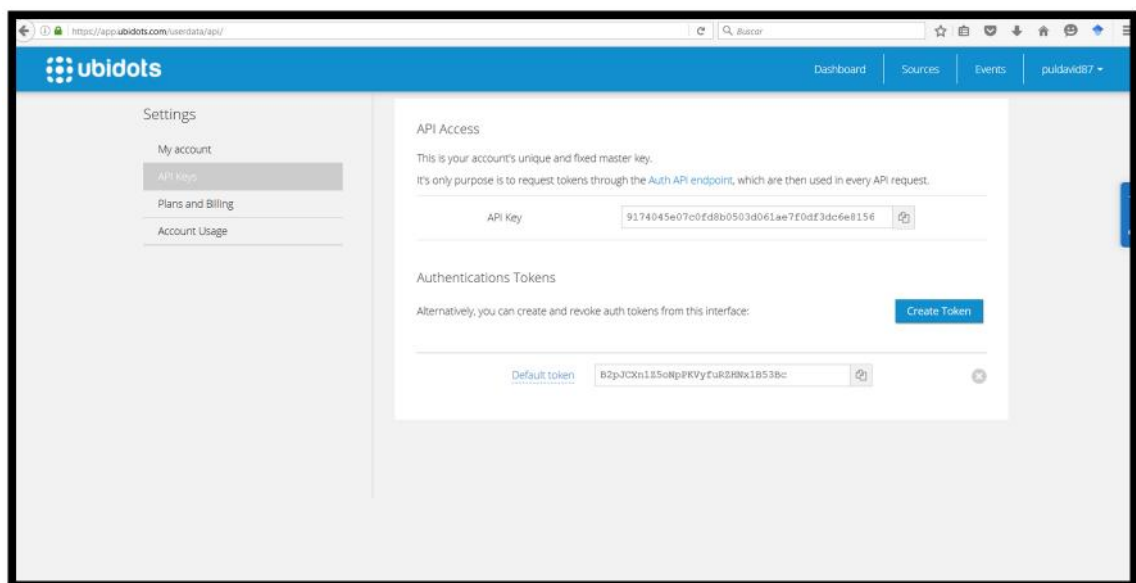 https://app.ubidots.com/userdata/api/
Buscar
ubidots
Dashboard
Sources
Events
puldavid87
Settings
My account
API Keys
Plans and Billing
Account Usage
API Access
This is your account's unique and fixed master key.
It's only purpose is to request tokens through the Auth API endpoint, which are then used in every API request.
API Key
9174045e07c0fd8b0503d061ae7f0df3dc6e8156
Authentications Tokens
Alternatively, you can create and revoke auth tokens from this interface:
Create Token
Default token